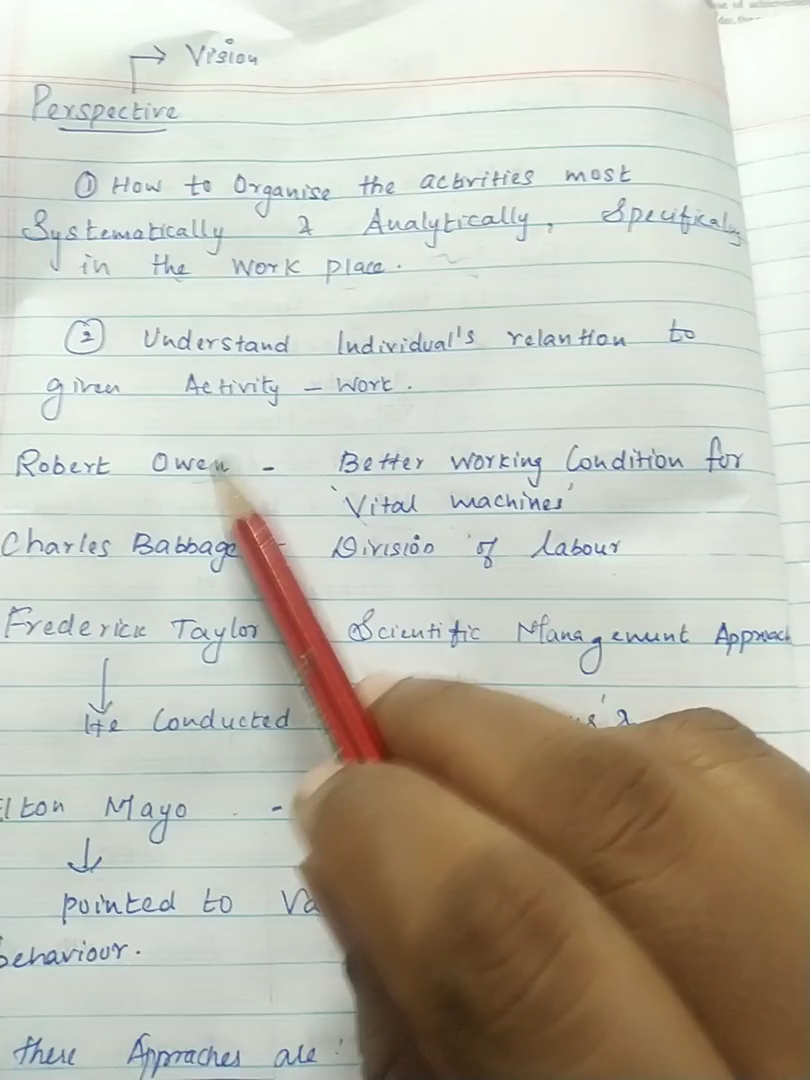 Vision
Perspective
① How to Organise the activities most
Systematically & Analytically, Specifically
in the work place.
② Understand Individual's relantion to
given Activity - Work.
Robert Owen - Better Working Condition for
'Vital machines'
Charles Babbage - Division of labour
Frederick Taylor Scientific Management Approach
He Conducted
Elton Mayo -
pointed to
behaviour.
these Appraches are: